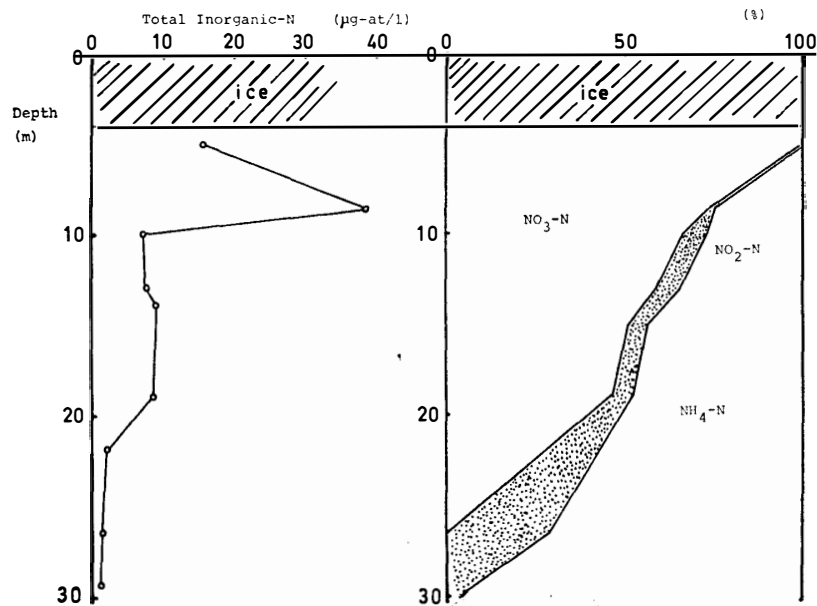 Total Inorganic-N (µg-at/l)
0 10 20 30 40
Depth
(m)
0
10
20
30
ice
(%)
0 50 100
0
10
20
30
ice
NO3-N
NO2-N
NH4-N